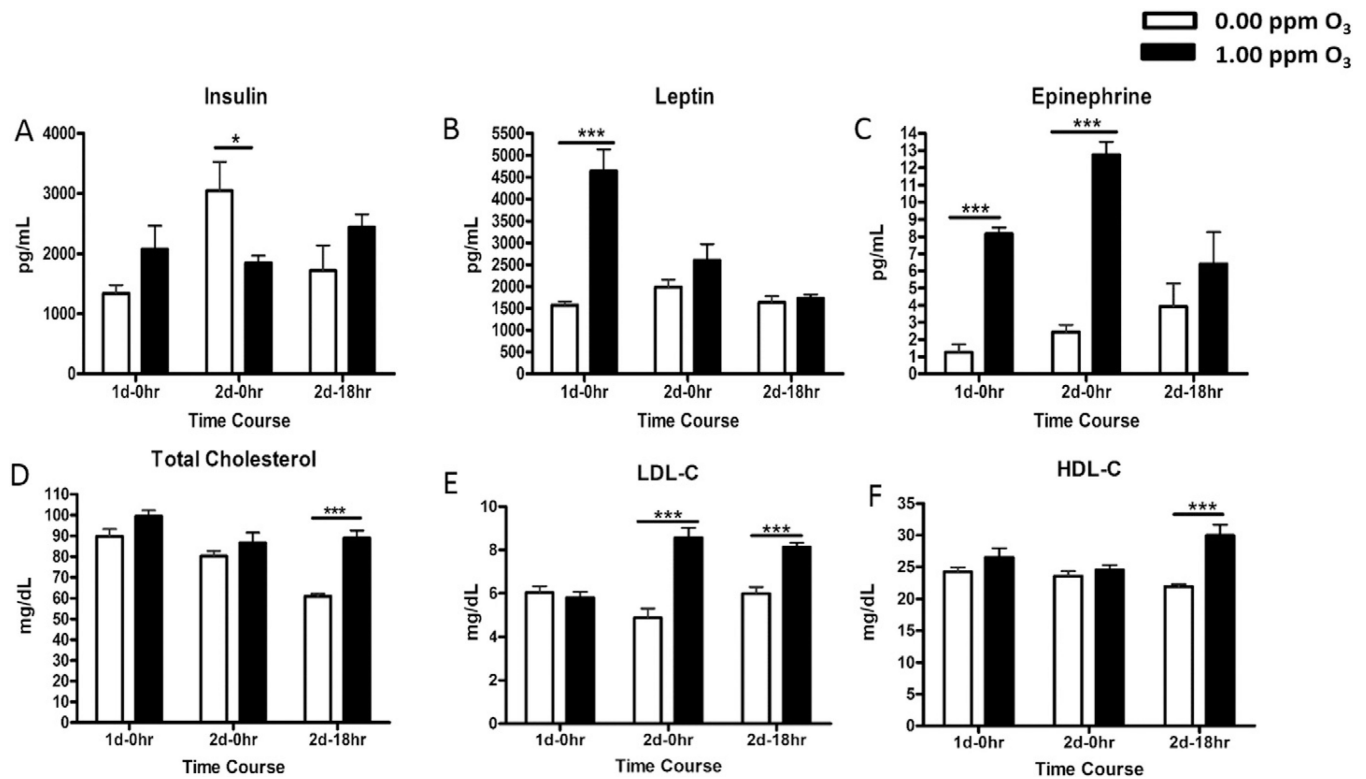 0.00 ppm O₃
1.00 ppm O₃
A
Insulin
4000
3000
2000
1000
0
pg/mL
*
1d-0hr 2d-0hr 2d-18hr
Time Course
B
Leptin
5500
5000
4500
4000
3500
3000
2500
2000
1500
1000
500
0
pg/mL
***
1d-0hr 2d-0hr 2d-18hr
Time Course
C
Epinephrine
14
13
12
11
10
9
8
7
6
5
4
3
2
1
0
pg/mL
***
***
1d-0hr 2d-0hr 2d-18hr
Time Course
D
Total Cholesterol
110
100
90
80
70
60
50
40
30
20
10
0
mg/dL
***
1d-0hr 2d-0hr 2d-18hr
Time Course
E
LDL-C
10
8
6
4
2
0
mg/dL
***
***
1d-0hr 2d-0hr 2d-18hr
Time Course
F
HDL-C
35
30
25
20
15
10
5
0
mg/dL
***
1d-0hr 2d-0hr 2d-18hr
Time Course